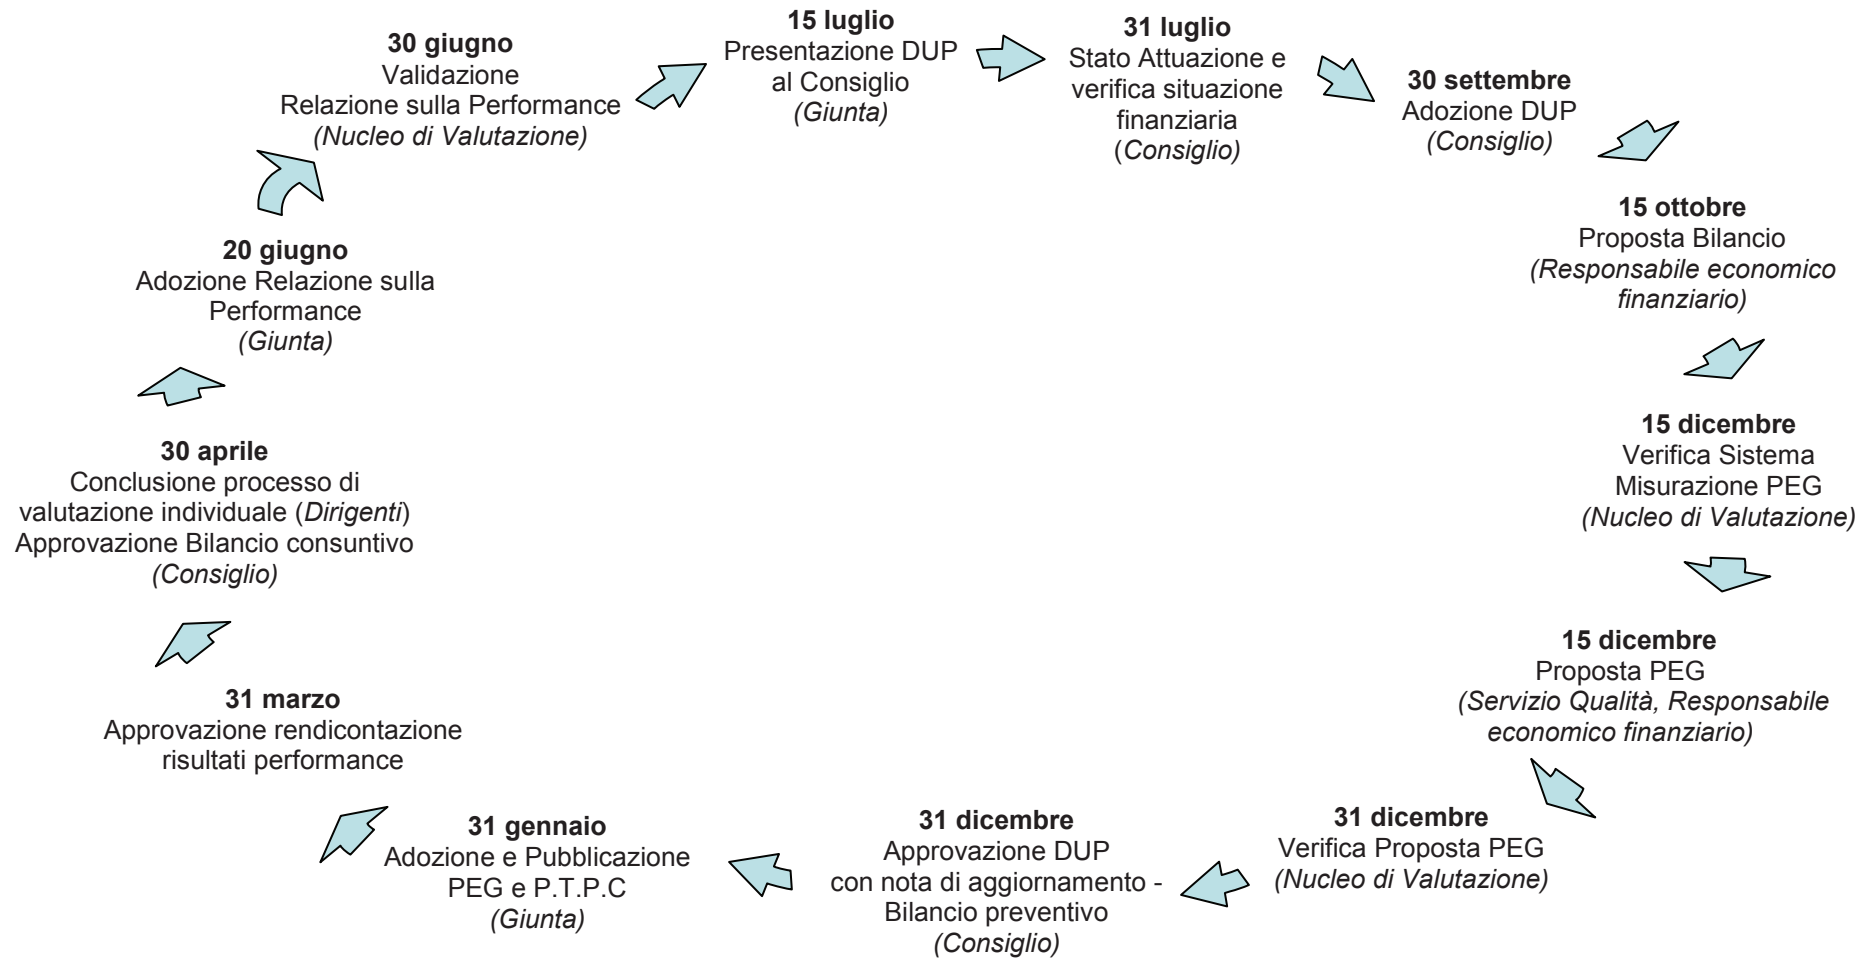 30 giugno
Validazione
Relazione sulla Performance
(Nucleo di Valutazione)
15 luglio
Presentazione DUP
al Consiglio
(Giunta)
31 luglio
Stato Attuazione e
verifica situazione
finanziaria
(Consiglio)
30 settembre
Adozione DUP
(Consiglio)
15 ottobre
Proposta Bilancio
(Responsabile economico
finanziario)
15 dicembre
Verifica Sistema
Misurazione PEG
(Nucleo di Valutazione)
15 dicembre
Proposta PEG
(Servizio Qualità, Responsabile
economico finanziario)
31 dicembre
Verifica Proposta PEG
(Nucleo di Valutazione)
31 dicembre
Approvazione DUP
con nota di aggiornamento -
Bilancio preventivo
(Consiglio)
31 gennaio
Adozione e Pubblicazione
PEG e P.T.P.C
(Giunta)
31 marzo
Approvazione rendicontazione
risultati performance
30 aprile
Conclusione processo di
valutazione individuale (Dirigenti)
Approvazione Bilancio consuntivo
(Consiglio)
20 giugno
Adozione Relazione sulla
Performance
(Giunta)